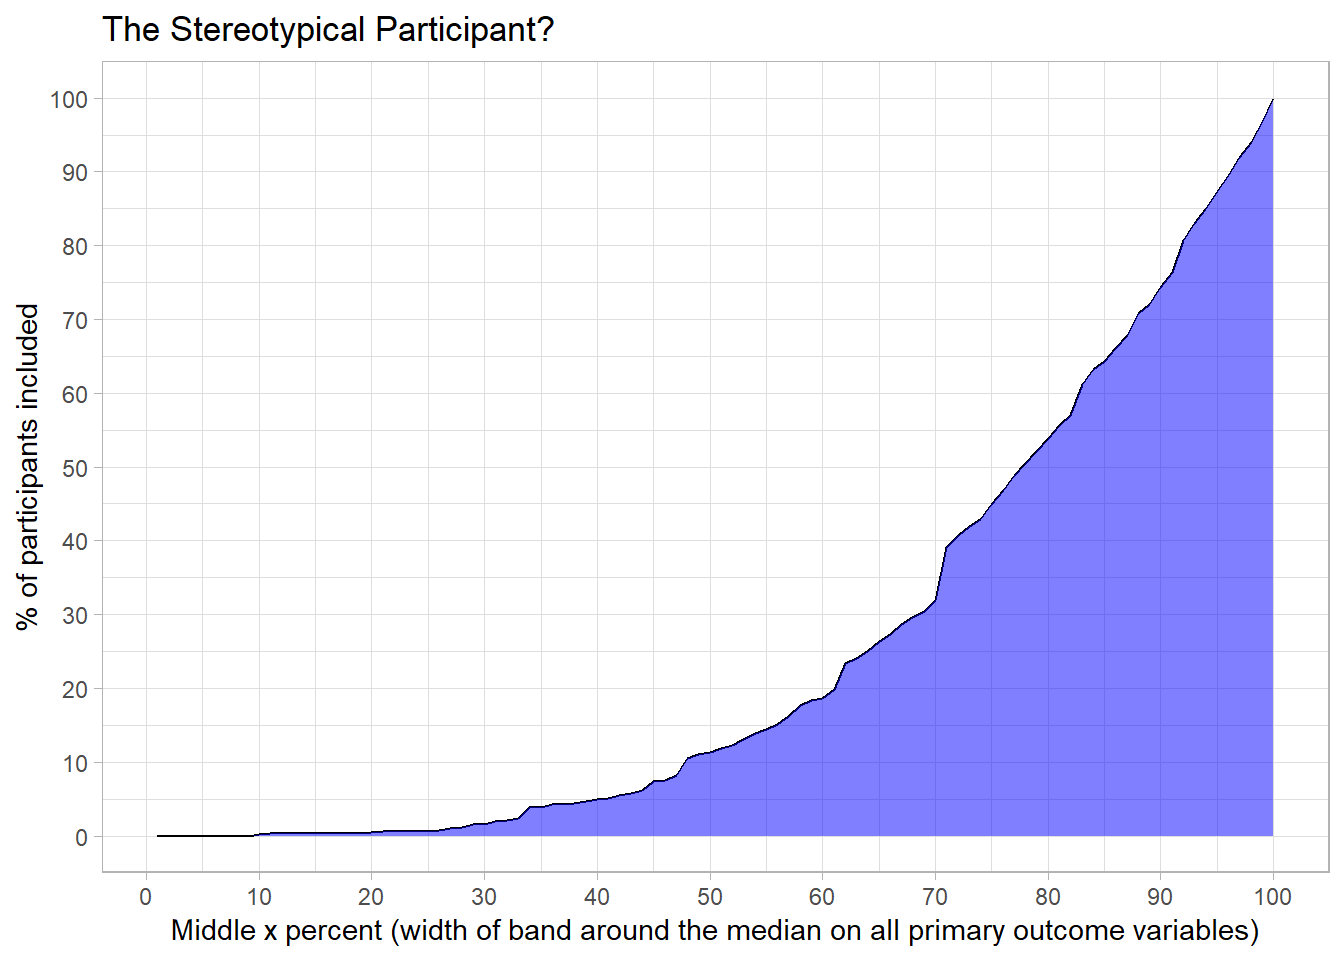 The Stereotypical Participant?
% of participants included
100
90
80
70
60
50
40
30
20
10
0
0 10 20 30 40 50 60 70 80 90 100
Middle x percent (width of band around the median on all primary outcome variables)